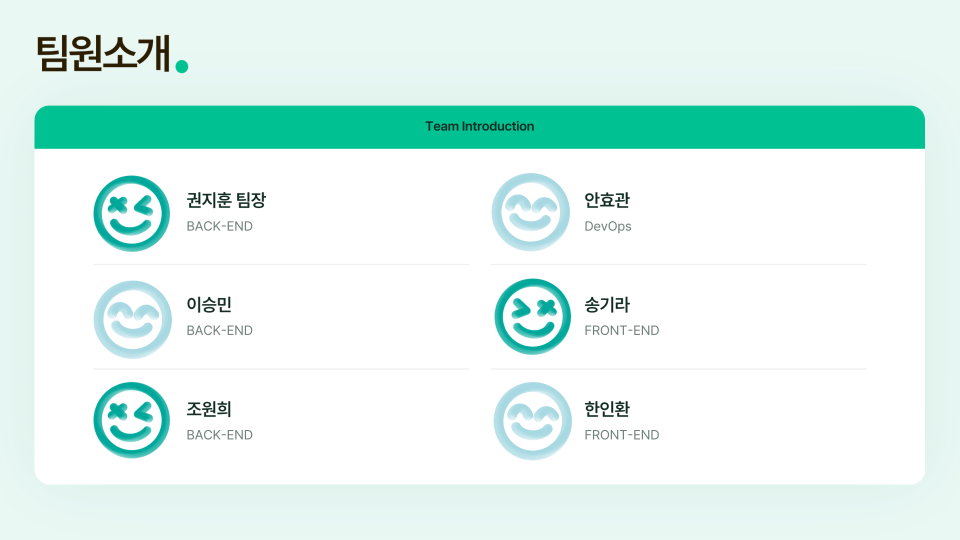 팀원소개.
Team Introduction
권지훈 팀장
BACK-END
안효관
DevOps
이승민
BACK-END
송기라
FRONT-END
조원희
BACK-END
한인환
FRONT-END